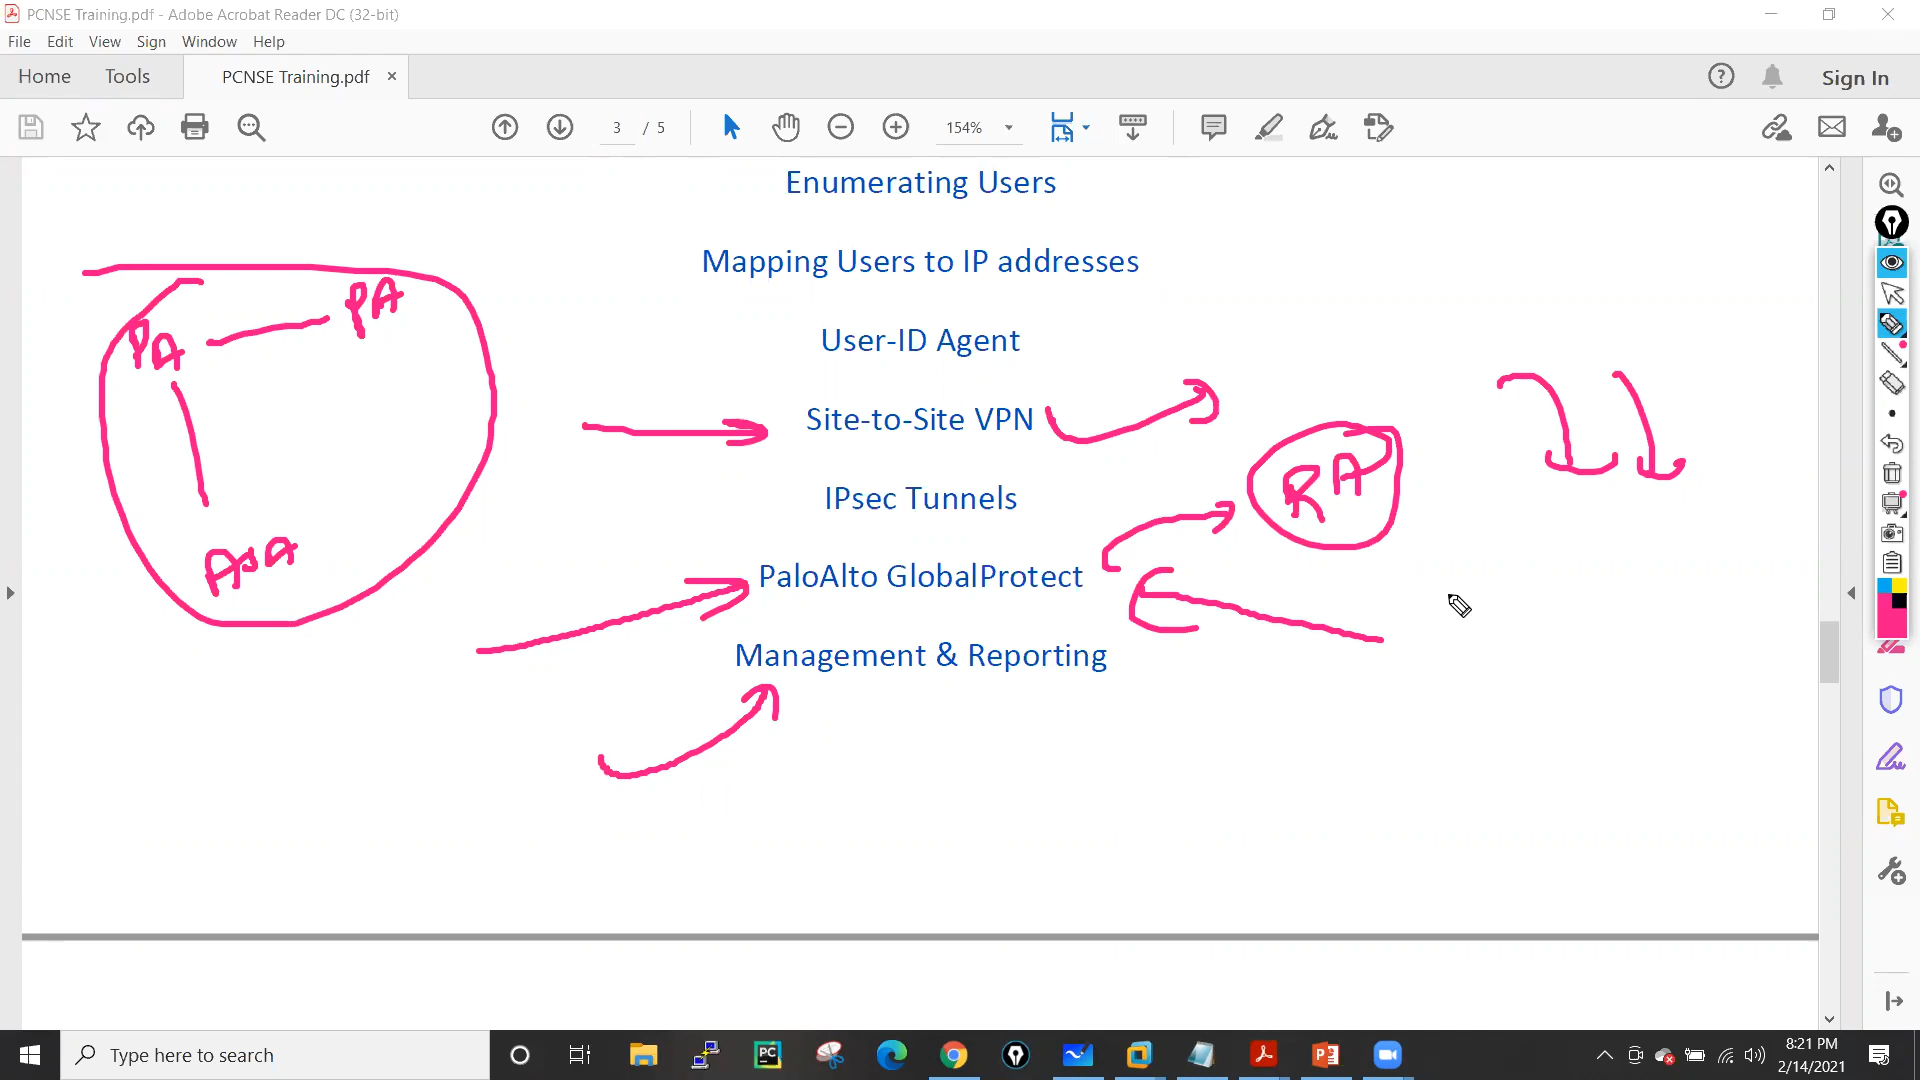 PCNSE Training.pdf - Adobe Acrobat Reader DC (32-bit)
File Edit View Sign Window Help
Home Tools PCNSE Training.pdf × Sign In
3 / 5 154%
Enumerating Users
Mapping Users to IP addresses
PA PA
User-ID Agent
Site-to-Site VPN
RA
IPsec Tunnels
ASA
PaloAlto GlobalProtect
Management & Reporting
Type here to search
PC
8:21 PM
2/14/2021